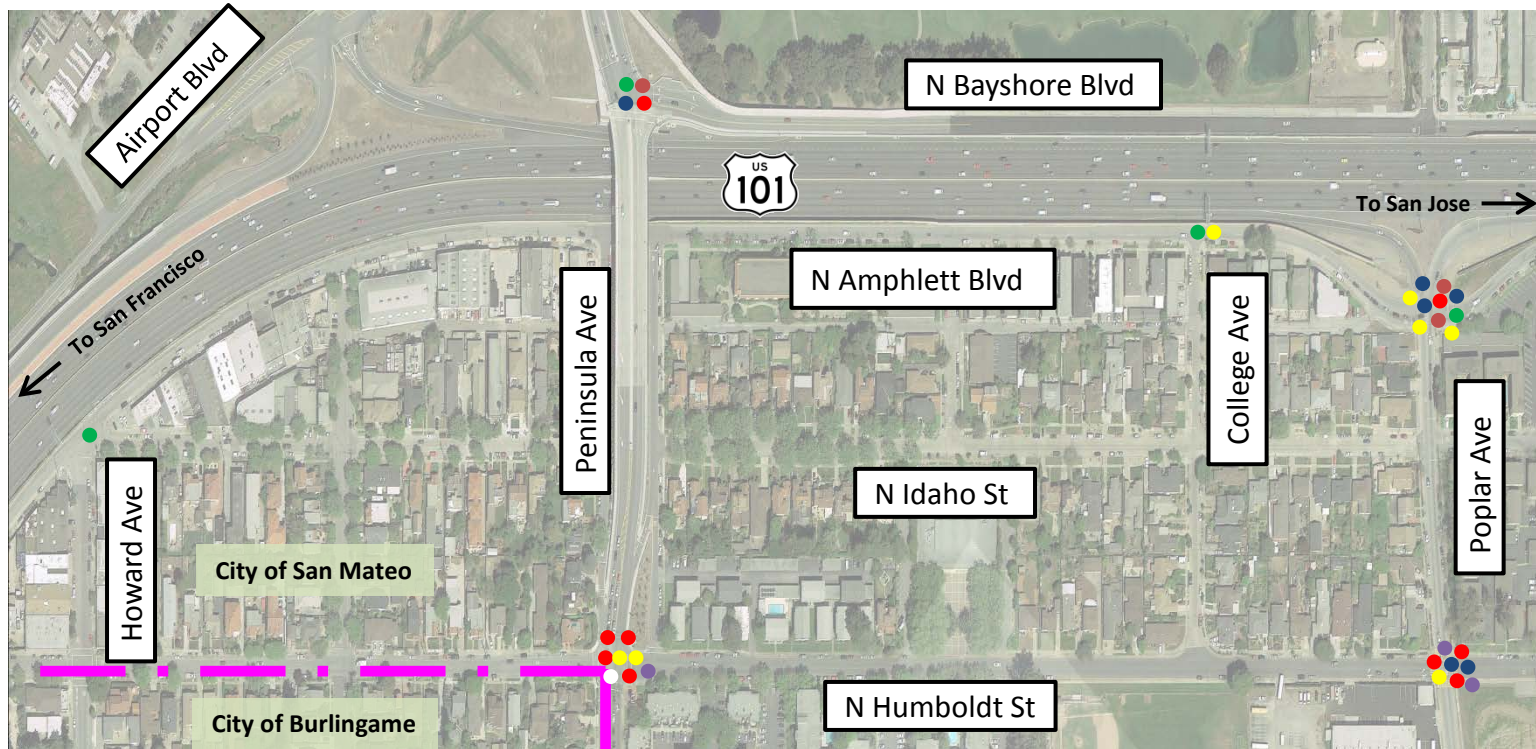 Airport Blvd
N Bayshore Blvd
US
101
To San Jose
To San Francisco
N Amphlett Blvd
Peninsula Ave
College Ave
Howard Ave
N Idaho St
Poplar Ave
City of San Mateo
City of Burlingame
N Humboldt St